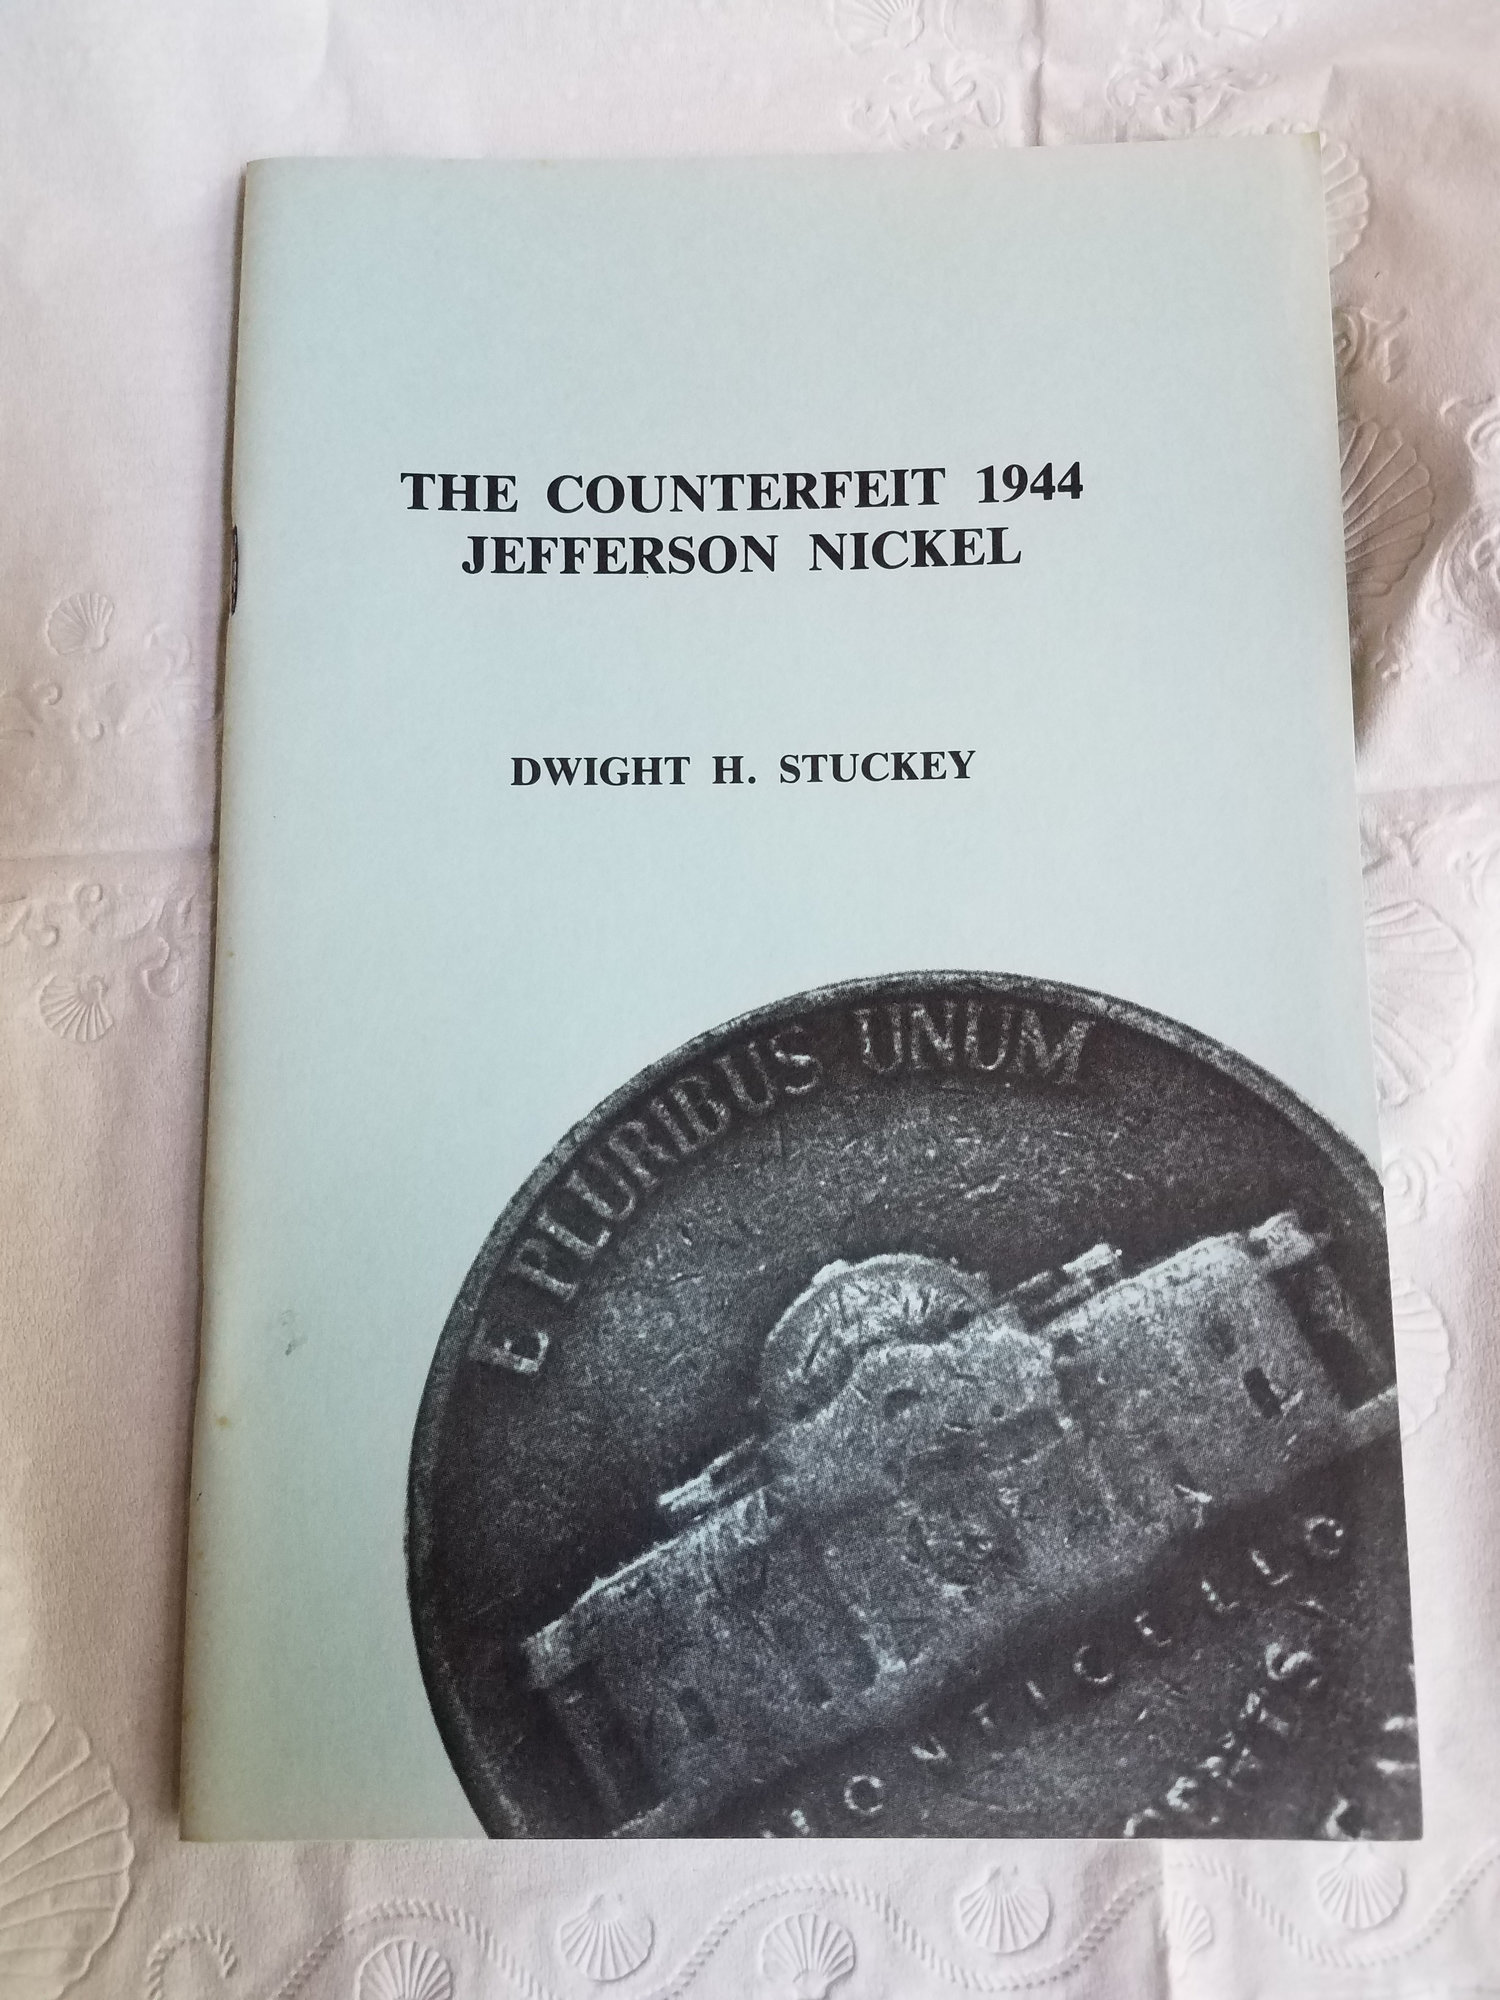 THE COUNTERFEIT 1944
JEFFERSON NICKEL
DWIGHT H. STUCKEY
E PLURIBUS UNUM
MONTICELLO